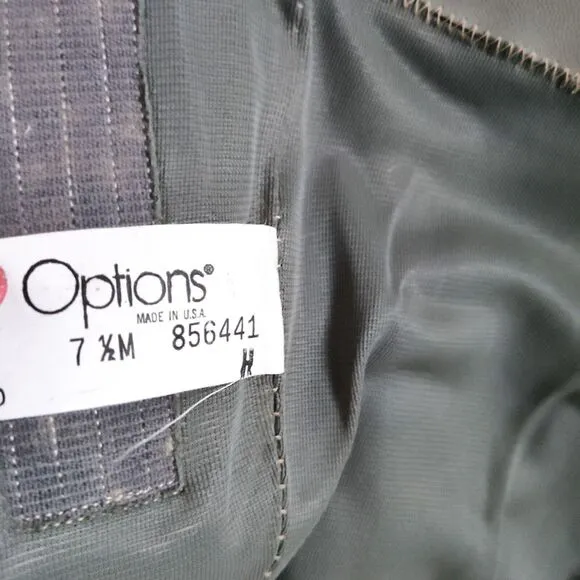 Options®
MADE IN U.S.A.
7 ½M 856441
H